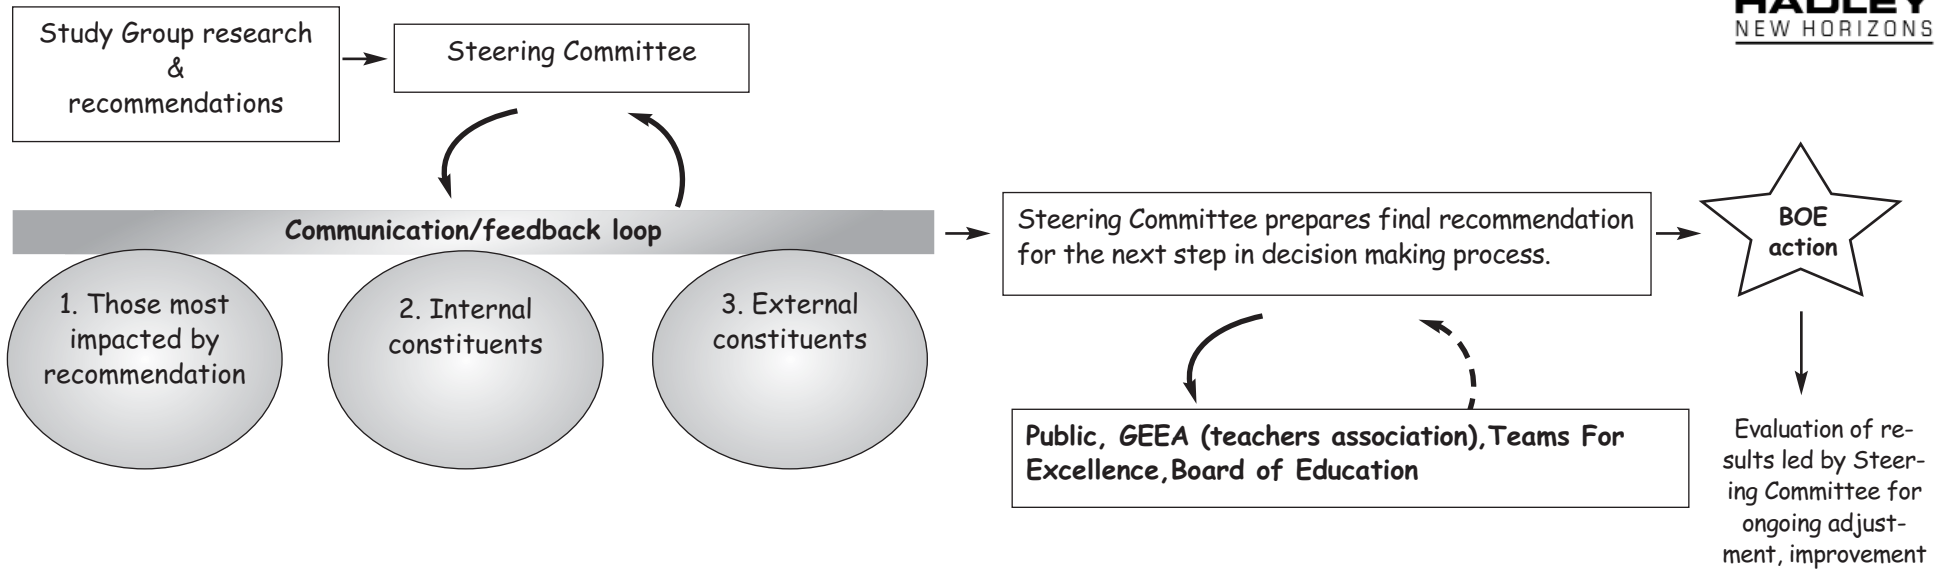 HADLEY
NEW HORIZONS
Study Group research
&
recommendations
Steering Committee
Communication/feedback loop
1. Those most
impacted by
recommendation
2. Internal
constituents
3. External
constituents
Steering Committee prepares final recommendation
for the next step in decision making process.
BOE
action
Public, GEEA (teachers association),Teams For
Excellence,Board of Education
Evaluation of re-
sults led by Steer-
ing Committee for
ongoing adjust-
ment, improvement